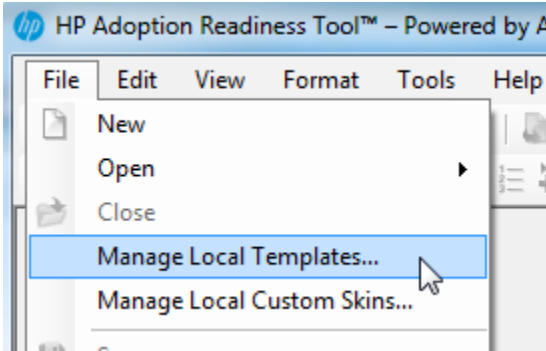 hp HP Adoption Readiness Tool™ – Powered by A
File Edit View Format Tools Help
New
Open
Close
Manage Local Templates...
Manage Local Custom Skins...